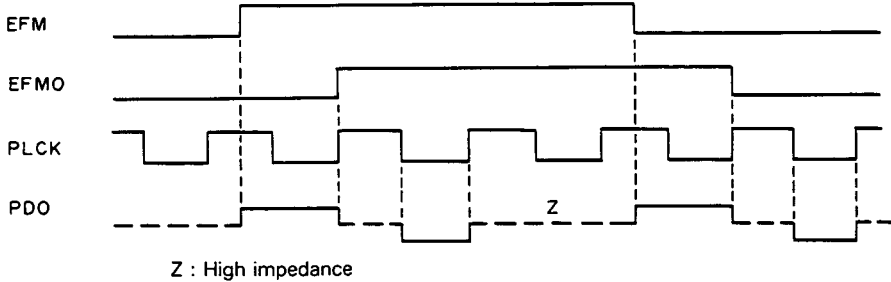 EFM
EFMO
PLCK
PDO
Z
Z : High impedance